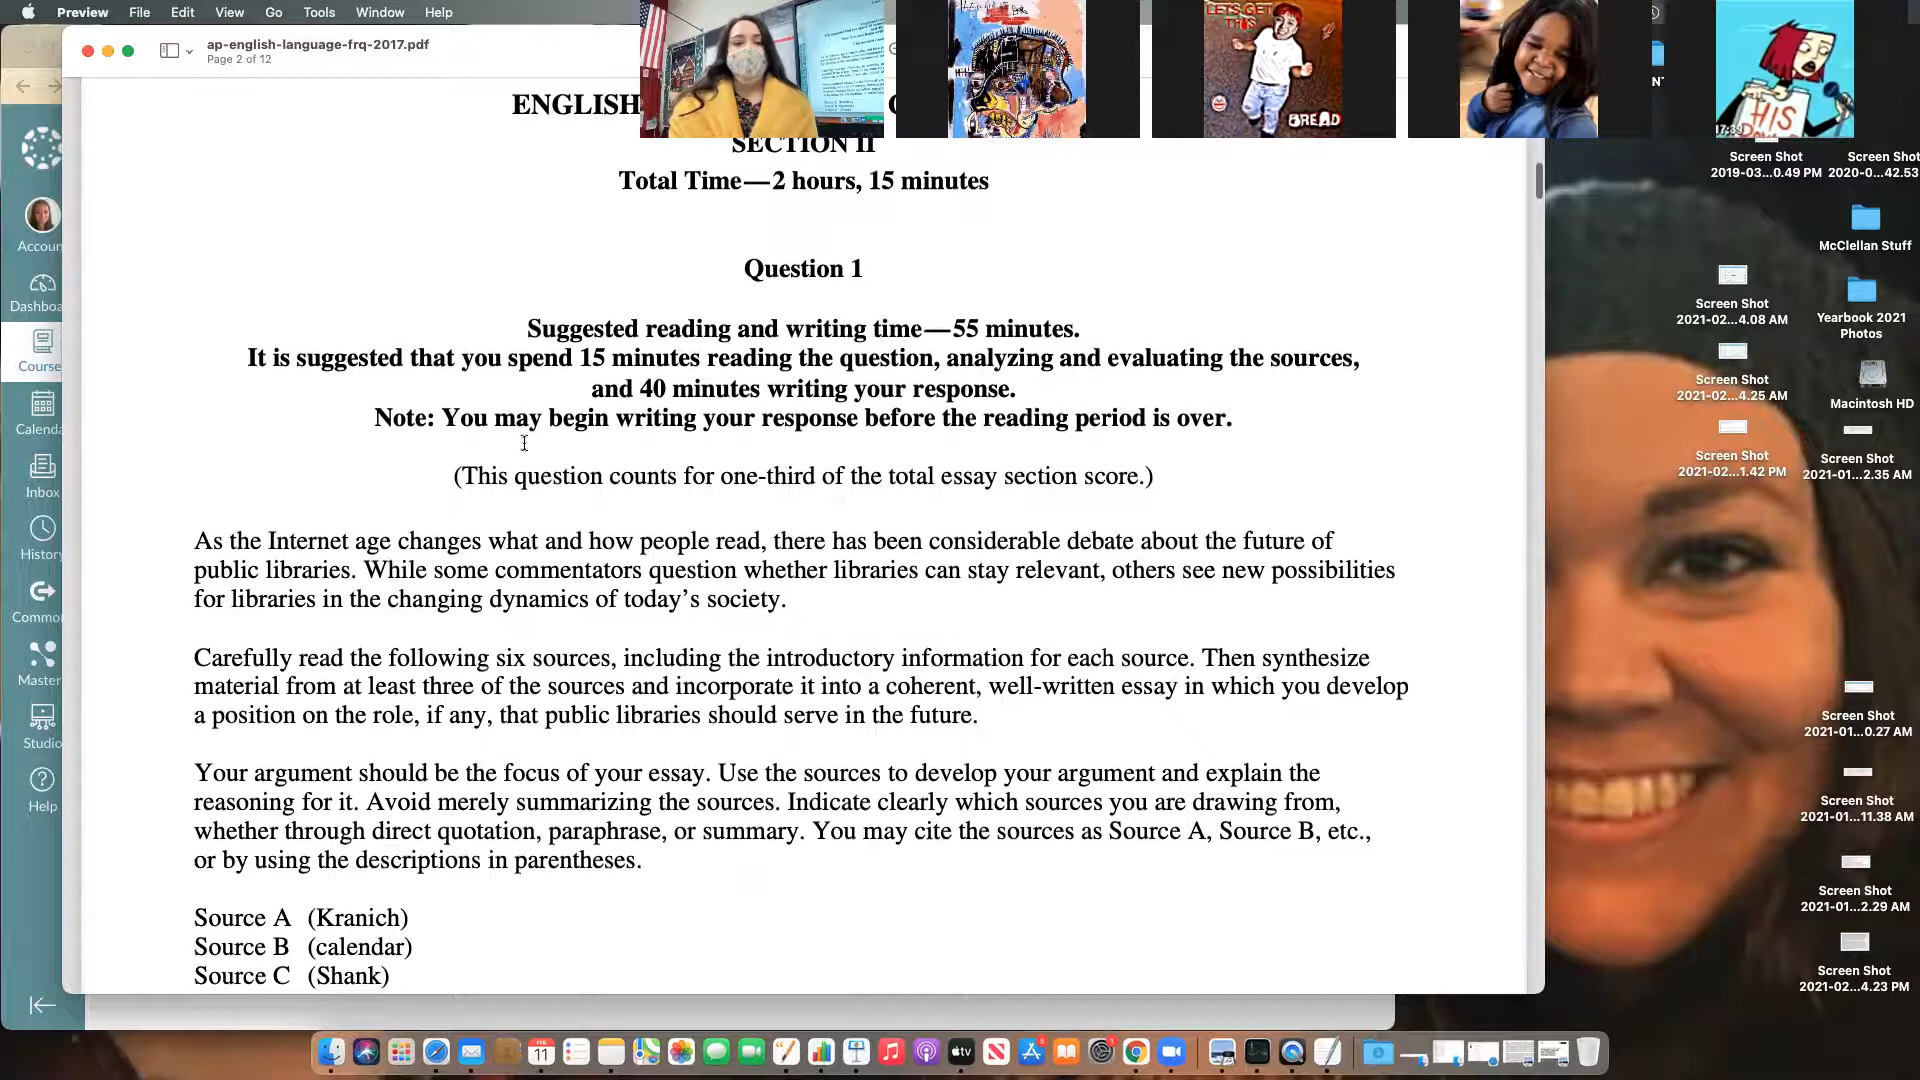 Preview File Edit View Go Tools Window Help
ap-english-language-frq-2017.pdf
Page 2 of 12
ENGLISH
SECTION II
Total Time—2 hours, 15 minutes
Question 1
Suggested reading and writing time—55 minutes.
It is suggested that you spend 15 minutes reading the question, analyzing and evaluating the sources,
and 40 minutes writing your response.
Note: You may begin writing your response before the reading period is over.
(This question counts for one-third of the total essay section score.)
As the Internet age changes what and how people read, there has been considerable debate about the future of
public libraries. While some commentators question whether libraries can stay relevant, others see new possibilities
for libraries in the changing dynamics of today’s society.
Carefully read the following six sources, including the introductory information for each source. Then synthesize
material from at least three of the sources and incorporate it into a coherent, well-written essay in which you develop
a position on the role, if any, that public libraries should serve in the future.
Your argument should be the focus of your essay. Use the sources to develop your argument and explain the
reasoning for it. Avoid merely summarizing the sources. Indicate clearly which sources you are drawing from,
whether through direct quotation, paraphrase, or summary. You may cite the sources as Source A, Source B, etc.,
or by using the descriptions in parentheses.
Source A (Kranich)
Source B (calendar)
Source C (Shank)
Accoun
Dashboa
Course
Calenda
Inbox
History
Commo
Master
Studio
Help
LETS GET
THIS
BREAD
HIS
17:39
Screen Shot
2019-03...0.49 PM
Screen Shot
2020-0...42.53
McClellan Stuff
Screen Shot
2021-02...4.08 AM
Yearbook 2021
Photos
Screen Shot
2021-02...4.25 AM
Macintosh HD
Screen Shot
2021-02...1.42 PM
Screen Shot
2021-01...2.35 AM
Screen Shot
2021-01...0.27 AM
Screen Shot
2021-01...11.38 AM
Screen Shot
2021-01...2.29 AM
Screen Shot
2021-02...4.23 PM
FEB
11
tv